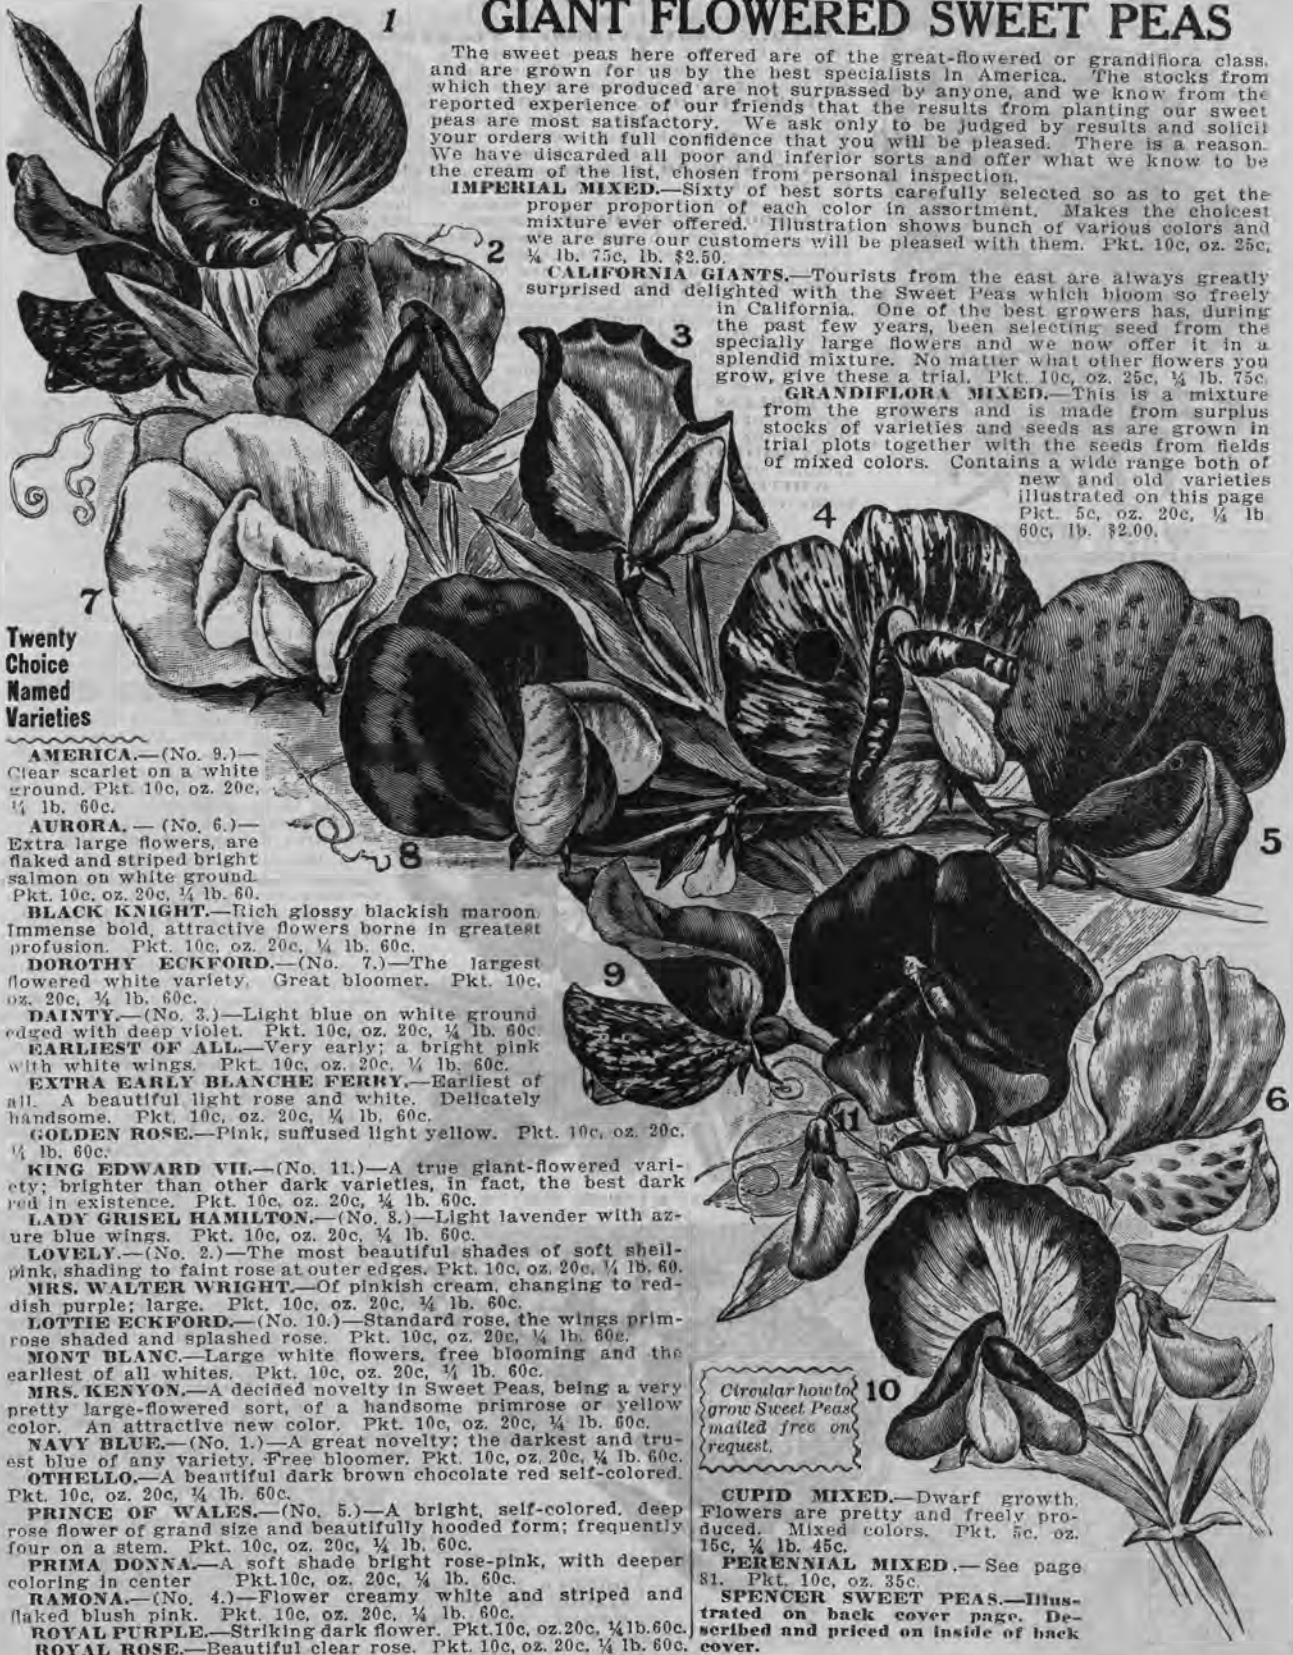 1
GIANT FLOWERED SWEET PEAS
The sweet peas here offered are of the great-flowered or grandiflora class,
and are grown for us by the best specialists in America. The stocks from
which they are produced are not surpassed by anyone, and we know from the
reported experience of our friends that the results from planting our sweet
peas are most satisfactory. We ask only to be judged by results and solicit
your orders with full confidence that you will be pleased. There is a reason.
We have discarded all poor and inferior sorts and offer what we know to be
the cream of the list, chosen from personal inspection.
IMPERIAL MIXED.—Sixty of best sorts carefully selected so as to get the
proper proportion of each color in assortment. Makes the choicest
mixture ever offered. Illustration shows bunch of various colors and
we are sure our customers will be pleased with them. Pkt. 10c, oz. 25c,
¼ lb. 75c, lb. $2.50.
2
CALIFORNIA GIANTS.—Tourists from the east are always greatly
surprised and delighted with the Sweet Peas which bloom so freely
in California. One of the best growers has, during
the past few years, been selecting seed from the
specially large flowers and we now offer it in a
splendid mixture. No matter what other flowers you
grow, give these a trial. Pkt. 10c, oz. 25c, ¼ lb. 75c.
3
GRANDIFLORA MIXED.—This is a mixture
from the growers and is made from surplus
stocks of varieties and seeds as are grown in
trial plots together with the seeds from fields
of mixed colors. Contains a wide range both of
new and old varieties
illustrated on this page
Pkt. 5c, oz. 20c, ¼ lb
60c, lb. $2.00.
4
7
Twenty
Choice
Named
Varieties
AMERICA.—(No. 9.)—
Clear scarlet on a white
ground. Pkt. 10c, oz. 20c,
¼ lb. 60c.
AURORA. — (No. 6.)—
Extra large flowers, are
flaked and striped bright
salmon on white ground.
Pkt. 10c, oz. 20c, ¼ lb. 60.
8
5
BLACK KNIGHT.—Rich glossy blackish maroon.
Immense bold, attractive flowers borne in greatest
profusion. Pkt. 10c, oz. 20c, ¼ lb. 60c.
DOROTHY ECKFORD.—(No. 7.)—The largest
flowered white variety. Great bloomer. Pkt. 10c,
oz. 20c, ¼ lb. 60c.
9
DAINTY.—(No. 3.)—Light blue on white ground
edged with deep violet. Pkt. 10c, oz. 20c, ¼ lb. 60c.
EARLIEST OF ALL.—Very early; a bright pink
with white wings. Pkt. 10c, oz. 20c, ¼ lb. 60c.
EXTRA EARLY BLANCHE FERRY.—Earliest of
all. A beautiful light rose and white. Delicately
handsome. Pkt. 10c, oz. 20c, ¼ lb. 60c.
6
11
GOLDEN ROSE.—Pink, suffused light yellow. Pkt. 10c, oz. 20c.
¼ lb. 60c.
KING EDWARD VII.—(No. 11.)—A true giant-flowered vari-
ety; brighter than other dark varieties, in fact, the best dark
red in existence. Pkt. 10c, oz. 20c, ¼ lb. 60c.
LADY GRISEL HAMILTON.—(No. 8.)—Light lavender with az-
ure blue wings. Pkt. 10c, oz. 20c, ¼ lb. 60c.
LOVELY.—(No. 2.)—The most beautiful shades of soft shell-
pink, shading to faint rose at outer edges. Pkt. 10c, oz. 20c, ¼ lb. 60.
MRS. WALTER WRIGHT.—Of pinkish cream, changing to red-
dish purple; large. Pkt. 10c, oz. 20c, ¼ lb. 60c.
LOTTIE ECKFORD.—(No. 10.)—Standard rose, the wings prim-
rose shaded and splashed rose. Pkt. 10c, oz. 20c, ¼ lb. 60c.
MONT BLANC.—Large white flowers, free blooming and the
earliest of all whites. Pkt. 10c, oz. 20c, ¼ lb. 60c.
MRS. KENYON.—A decided novelty in Sweet Peas, being a very
pretty large-flowered sort, of a handsome primrose or yellow
color. An attractive new color. Pkt. 10c, oz. 20c, ¼ lb. 60c.
NAVY BLUE.—(No. 1.)—A great novelty; the darkest and tru-
est blue of any variety. Free bloomer. Pkt. 10c, oz. 20c, ¼ lb. 60c.
OTHELLO.—A beautiful dark brown chocolate red self-colored.
Pkt. 10c, oz. 20c, ¼ lb. 60c.
PRINCE OF WALES.—(No. 5.)—A bright, self-colored, deep
rose flower of grand size and beautifully hooded form; frequently
four on a stem. Pkt. 10c, oz. 20c, ¼ lb. 60c.
PRIMA DONNA.—A soft shade bright rose-pink, with deeper
coloring in center Pkt. 10c, oz. 20c, ¼ lb. 60c.
RAMONA.—(No. 4.)—Flower creamy white and striped and
flaked blush pink. Pkt. 10c, oz. 20c, ¼ lb. 60c.
ROYAL PURPLE.—Striking dark flower. Pkt.10c, oz.20c, ¼lb.60c.
ROYAL ROSE.—Beautiful clear rose. Pkt. 10c, oz. 20c, ¼ lb. 60c.
Circular how to
grow Sweet Peas
mailed free on
request.
10
CUPID MIXED.—Dwarf growth.
Flowers are pretty and freely pro-
duced. Mixed colors. Pkt. 5c, oz.
15c, ¼ lb. 45c.
PERENNIAL MIXED.—See page
81. Pkt. 10c, oz. 35c.
SPENCER SWEET PEAS.—Illus-
trated on back cover page. De-
scribed and priced on inside of back
cover.